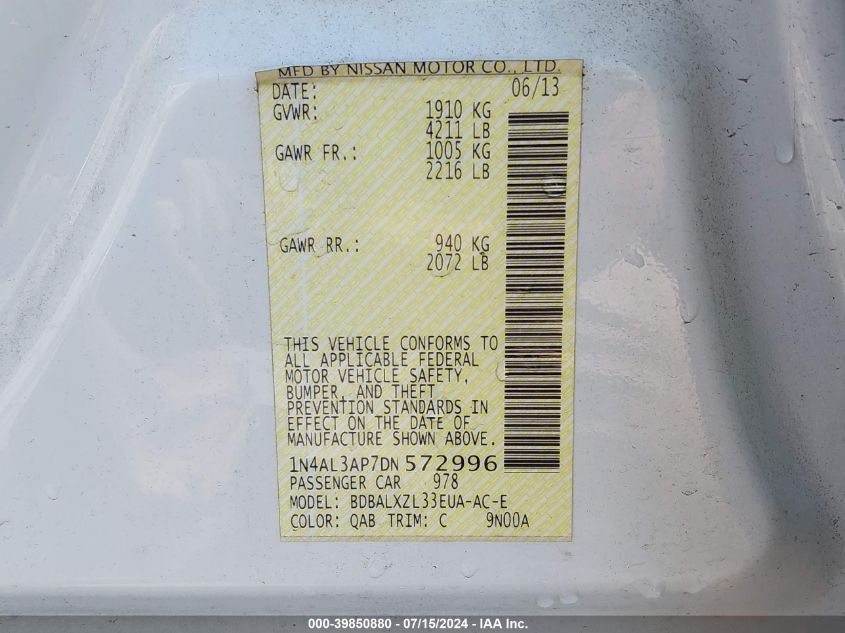 MFD BY NISSAN MOTOR CO., LTD.
DATE: 06/13
GVWR: 1910 KG
4211 LB
GAWR FR.: 1005 KG
2216 LB
GAWR RR.: 940 KG
2072 LB
THIS VEHICLE CONFORMS TO
ALL APPLICABLE FEDERAL
MOTOR VEHICLE SAFETY,
BUMPER, AND THEFT
PREVENTION STANDARDS IN
EFFECT ON THE DATE OF
MANUFACTURE SHOWN ABOVE.
1N4AL3AP7DN 572996
PASSENGER CAR 978
MODEL: BDBALXZL33EUA-AC-E
COLOR: QAB TRIM: C 9N00A
000-39850880 - 07/15/2024 - IAA Inc.